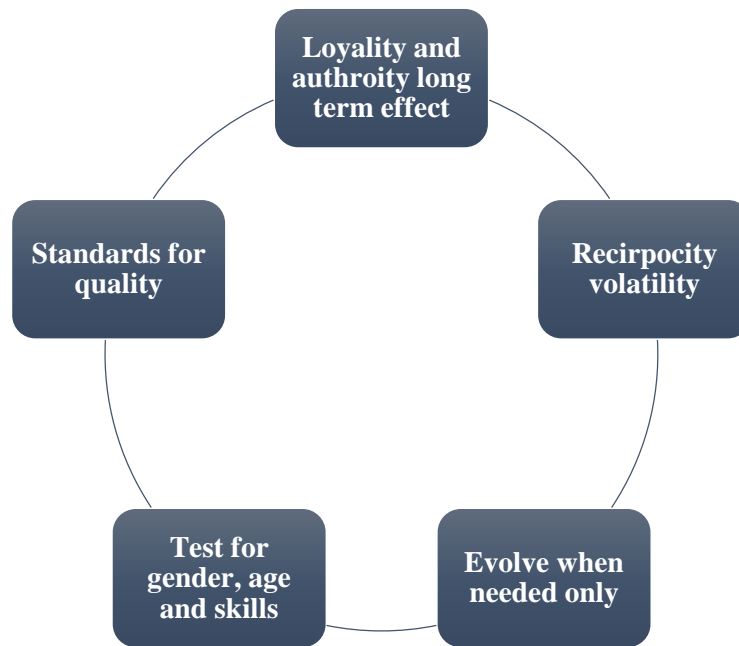 Loyality and
authroity long
term effect
Recirpocity
volatility
Evolve when
needed only
Test for
gender, age
and skills
Standards for
quality